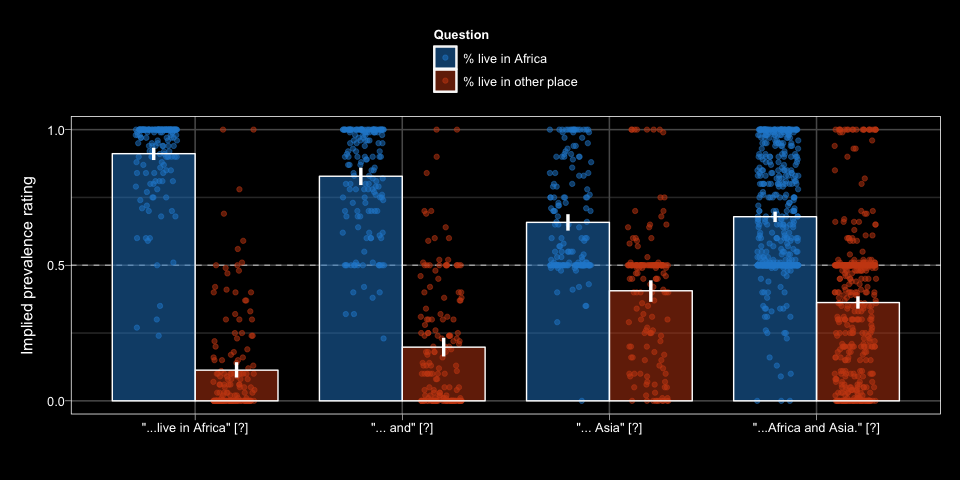 Question
% live in Africa
% live in other place
Implied prevalence rating
1.0
0.5
0.0
"...live in Africa" [?]
"... and" [?]
"... Asia" [?]
"...Africa and Asia." [?]